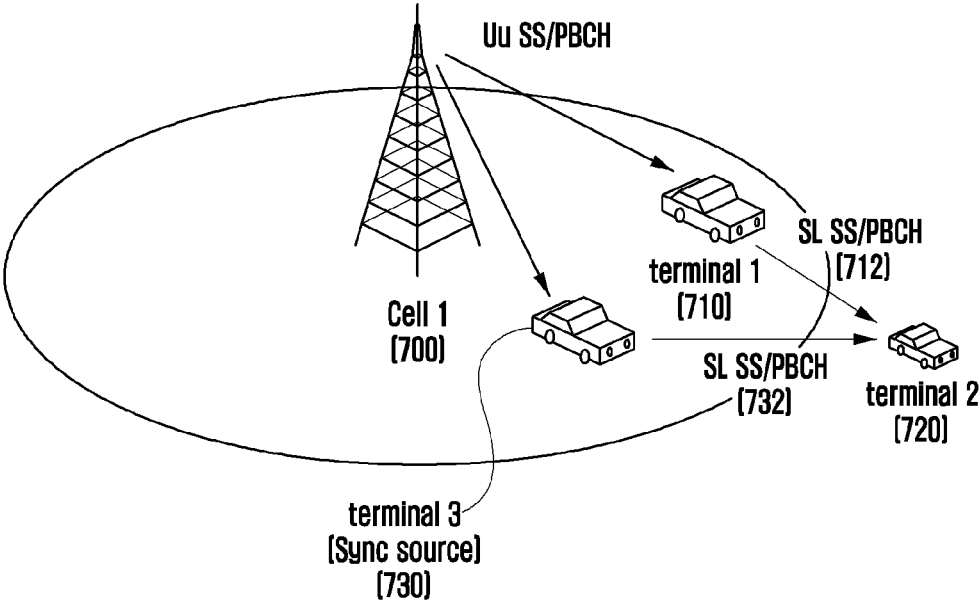 Uu SS/PBCH
SL SS/PBCH
(712)
terminal 1
(710)
Cell 1
(700)
SL SS/PBCH
(732)
terminal 2
(720)
terminal 3
(Sync source)
(730)